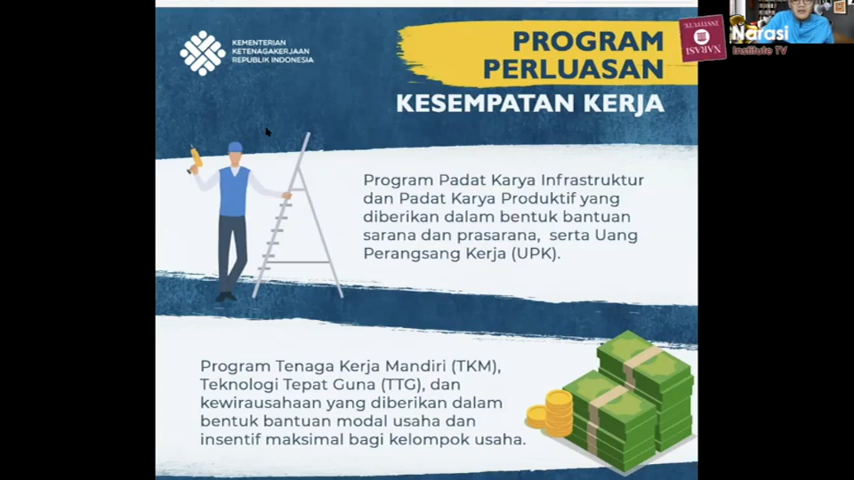 KEMENTERIAN
KETENAGAKERJAAN
REPUBLIK INDONESIA
PROGRAM
PERLUASAN
KESEMPATAN KERJA
NARASI
INSTITUTE
Narasi
Institute TV
Program Padat Karya Infrastruktur
dan Padat Karya Produktif yang
diberikan dalam bentuk bantuan
sarana dan prasarana, serta Uang
Perangsang Kerja (UPK).
Program Tenaga Kerja Mandiri (TKM),
Teknologi Tepat Guna (TTG), dan
kewirausahaan yang diberikan dalam
bentuk bantuan modal usaha dan
insentif maksimal bagi kelompok usaha.